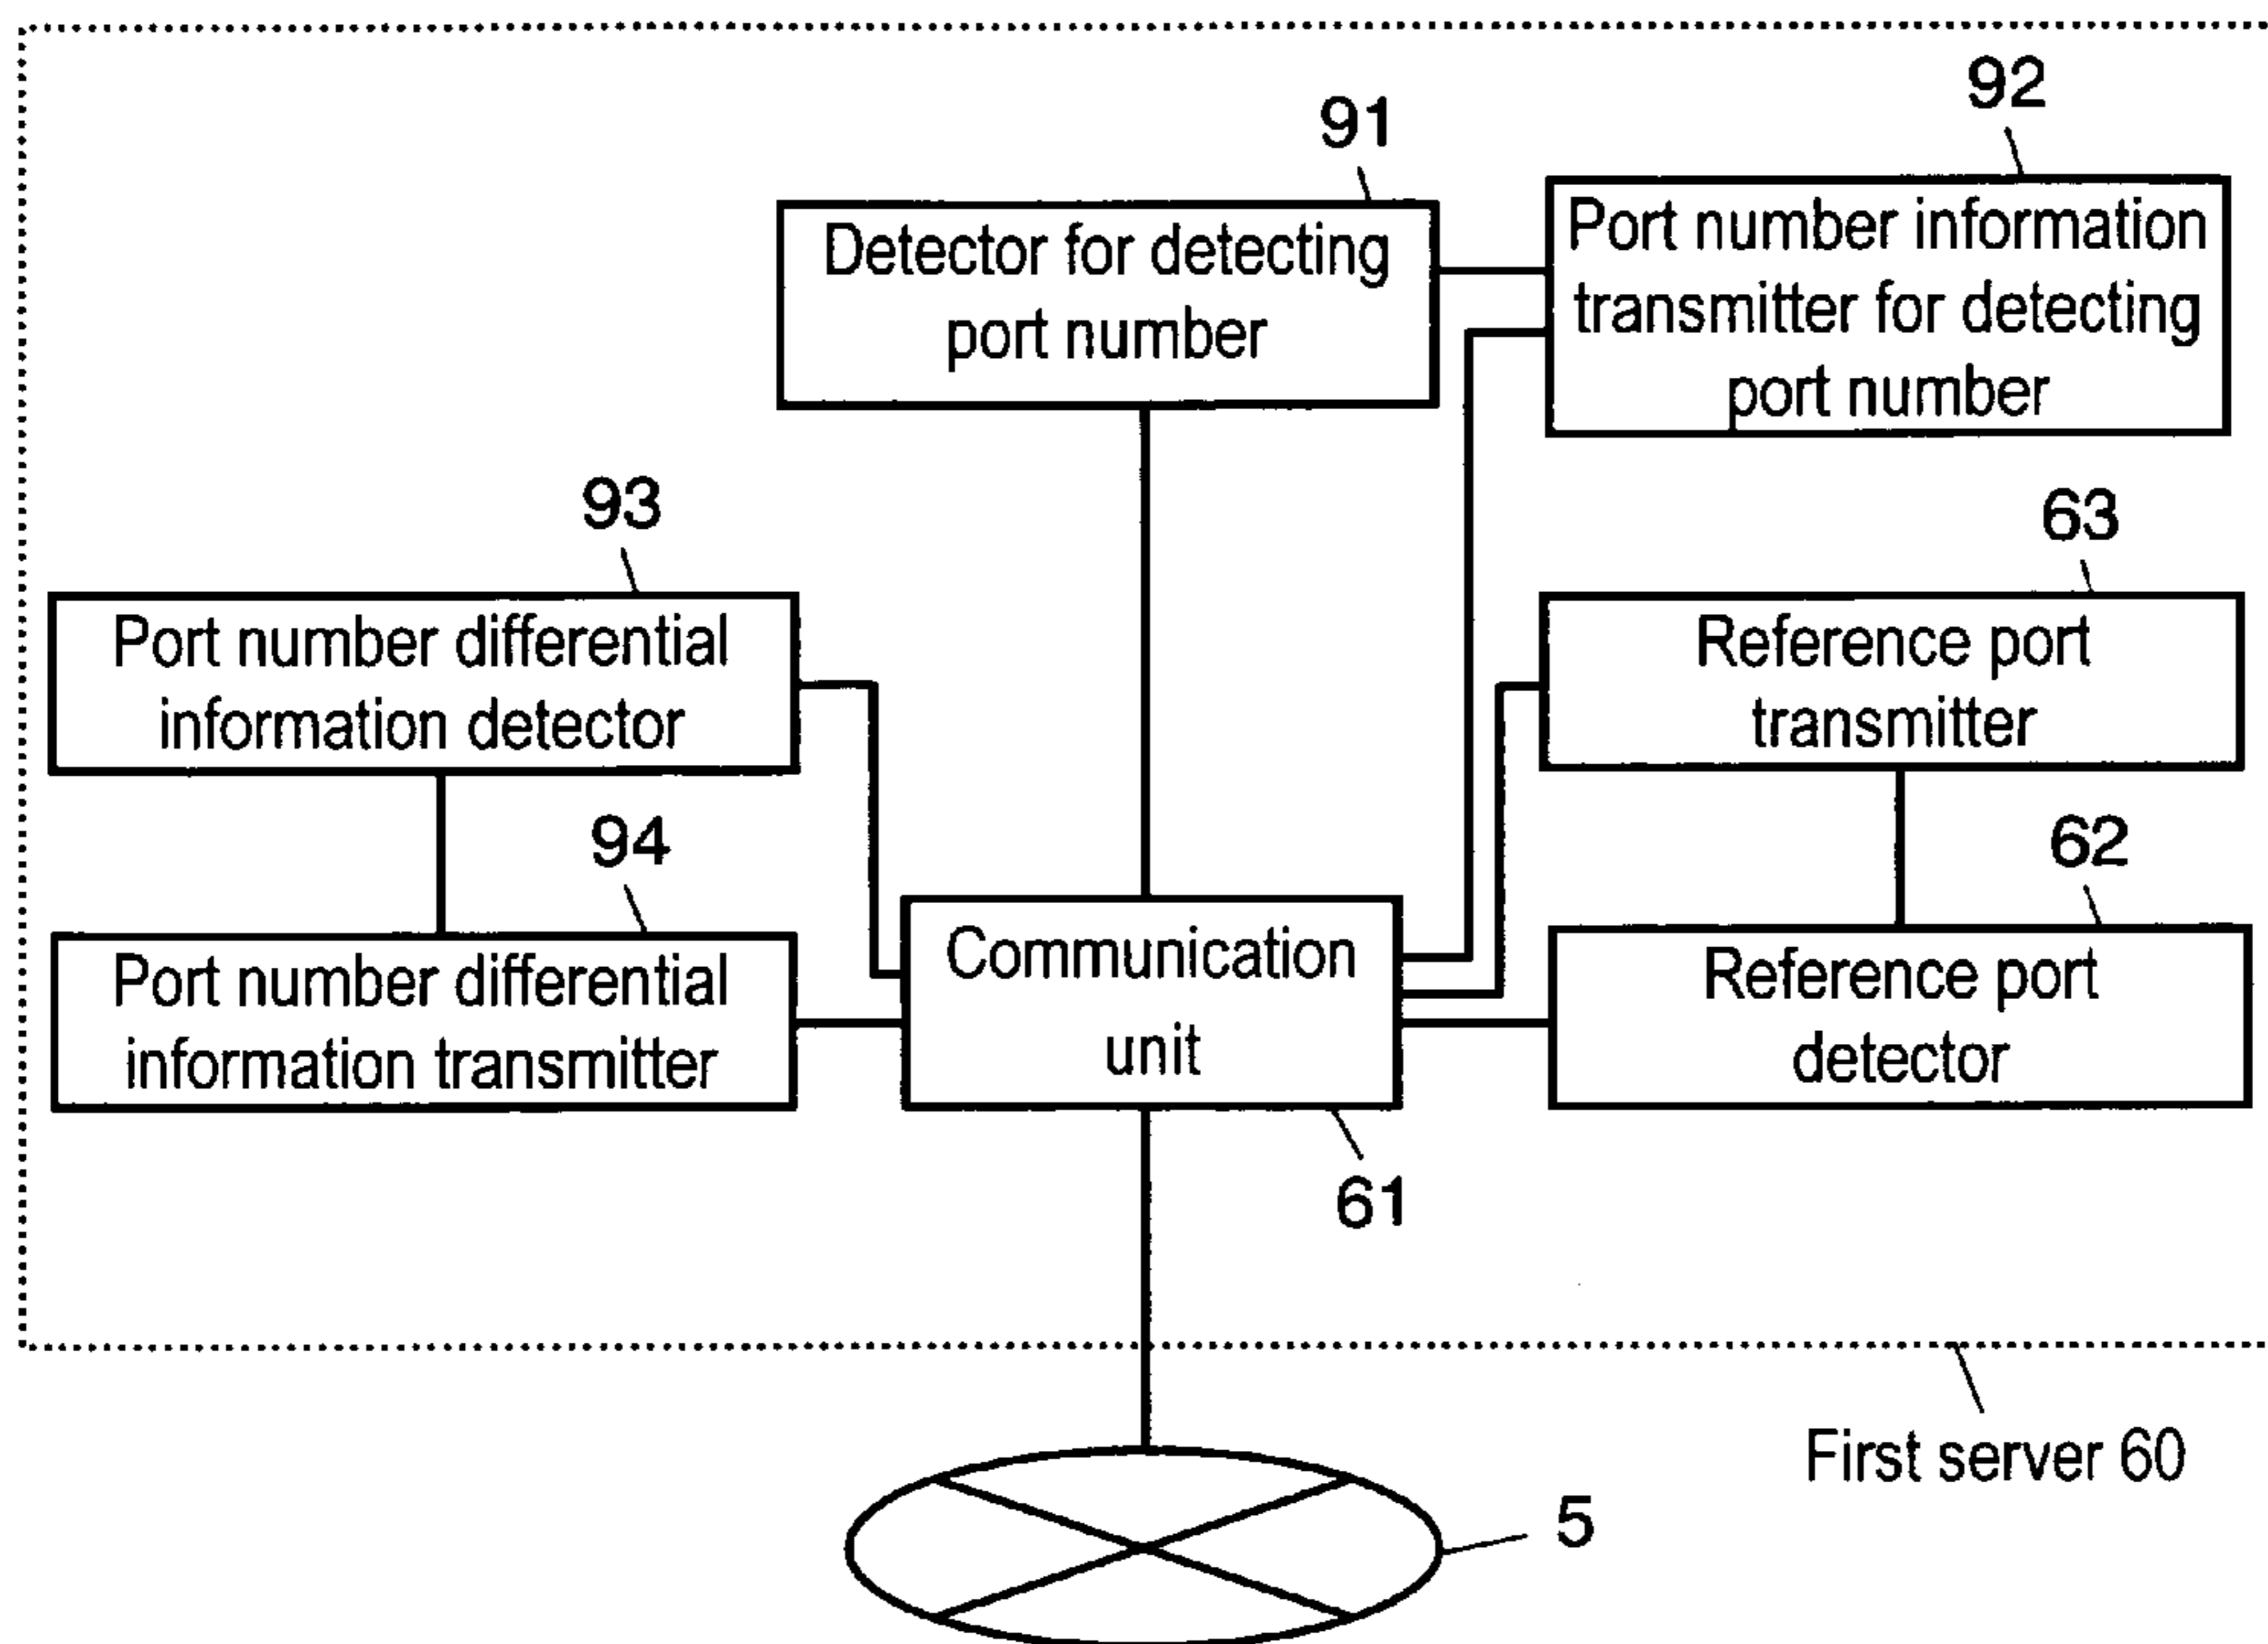 92
91
Port number information
transmitter for detecting
port number
Detector for detecting
port number
93
63
Port number differential
information detector
Reference port
transmitter
94
62
Port number differential
information transmitter
Communication
unit
Reference port
detector
61
First server 60
5